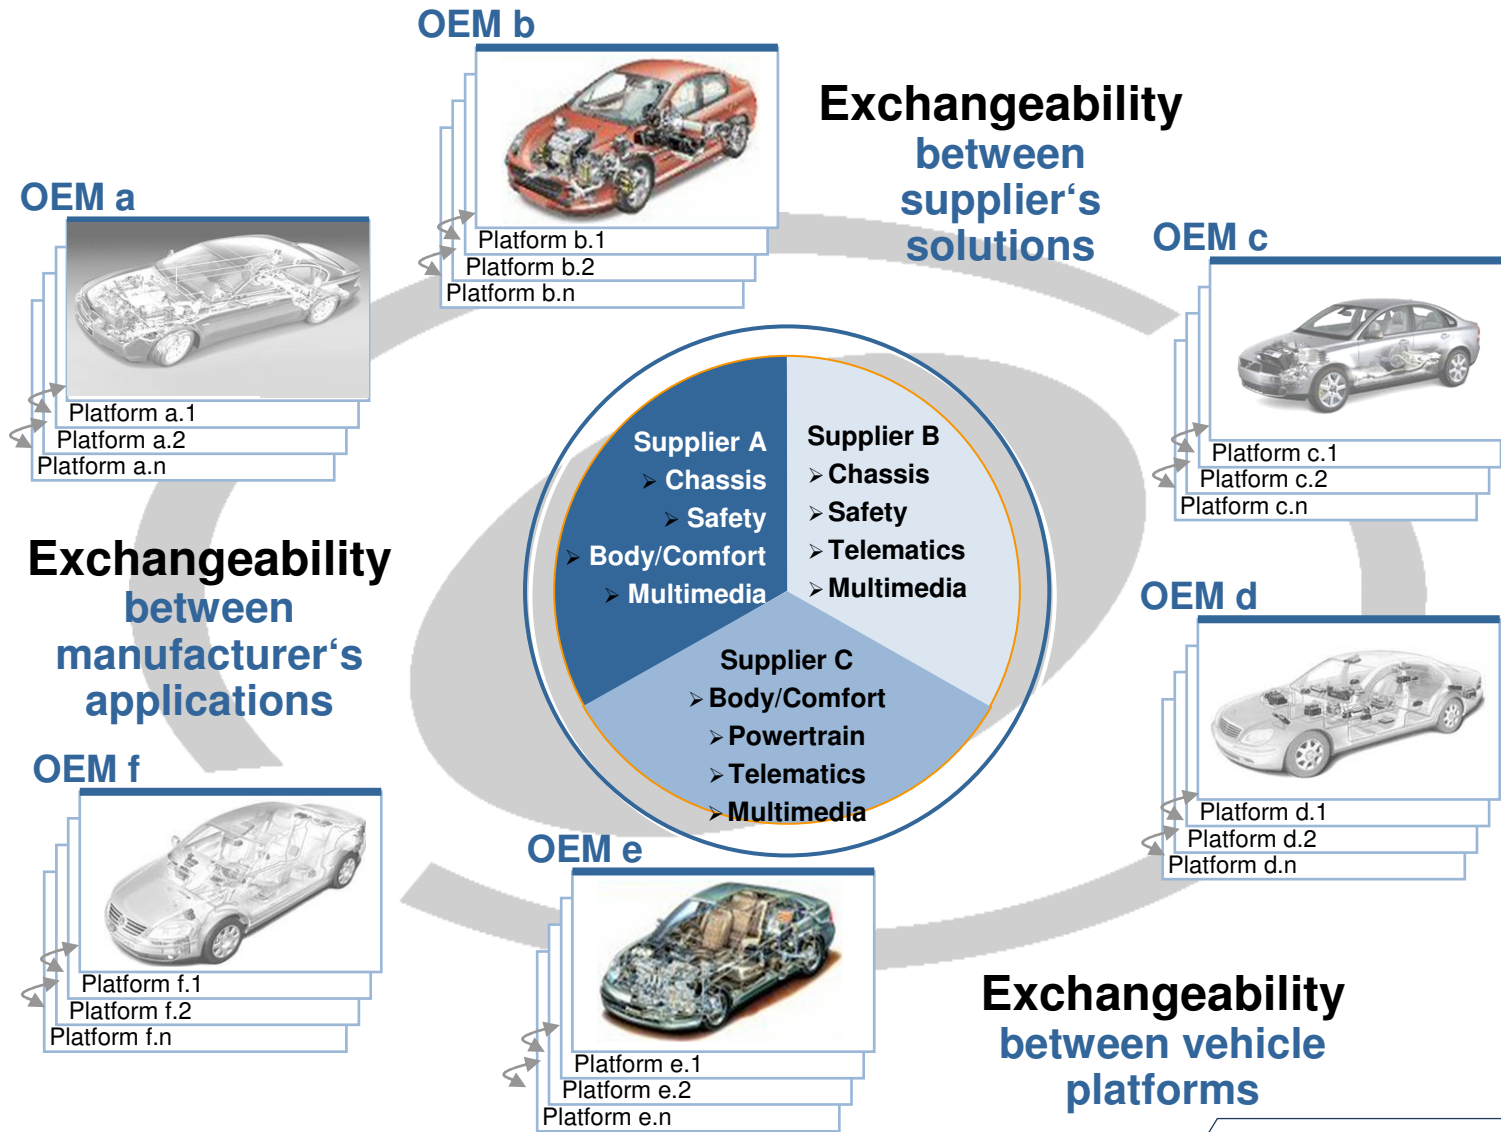 OEM b
Exchangeability
between
supplier‘s
solutions
OEM a
Platform b.1
Platform b.2
Platform b.n
OEM c
Platform a.1
Platform a.2
Platform a.n
Platform c.1
Platform c.2
Platform c.n
Supplier A
➢ Chassis
➢ Safety
➢ Body/Comfort
➢ Multimedia
Supplier B
➢ Chassis
➢ Safety
➢ Telematics
➢ Multimedia
Supplier C
➢ Body/Comfort
➢ Powertrain
➢ Telematics
➢ Multimedia
Exchangeability
between
manufacturer‘s
applications
OEM d
Platform d.1
Platform d.2
Platform d.n
OEM f
Platform f.1
Platform f.2
Platform f.n
OEM e
Platform e.1
Platform e.2
Platform e.n
Exchangeability
between vehicle
platforms